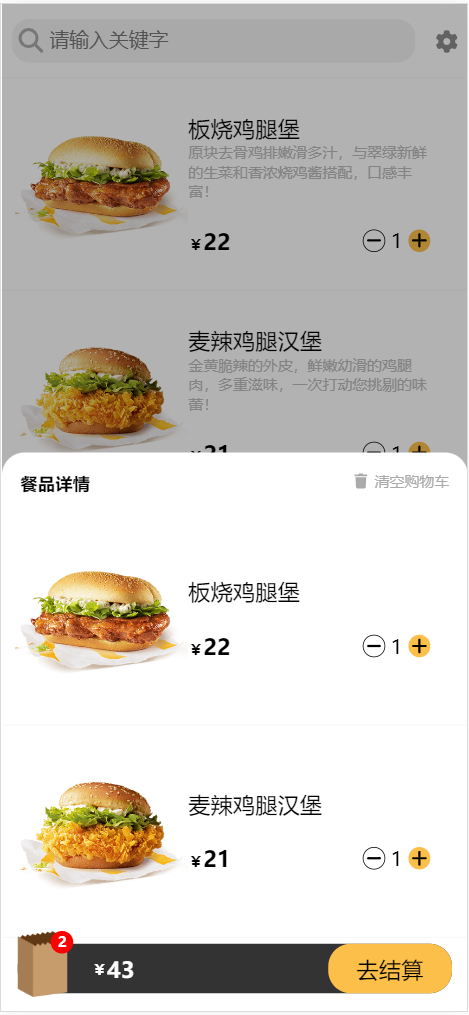 请输入关键字
板烧鸡腿堡
原块去骨鸡排嫩滑多汁，与翠绿新鲜
的生菜和香浓烧鸡酱搭配，口感丰
富！
¥22
1
麦辣鸡腿汉堡
金黄脆辣的外皮，鲜嫩幼滑的鸡腿
肉，多重滋味，一次打动您挑剔的味
蕾！
¥21
1
餐品详情
清空购物车
板烧鸡腿堡
¥22
1
麦辣鸡腿汉堡
¥21
1
2
¥43
去结算